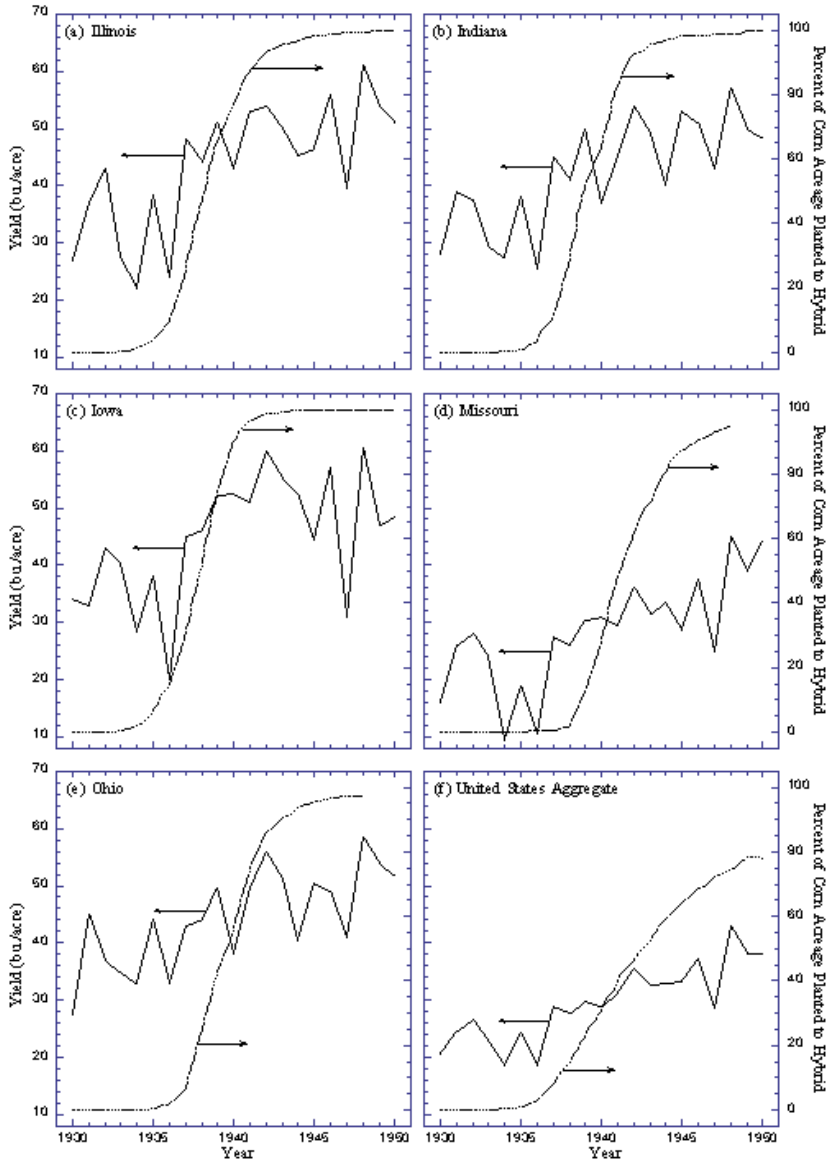 (a) Illinois
70
60
50
40
30
20
10
Yield (bu/acre)
(b) Indiana
100
80
60
40
20
0
Percent of Corn Acreage Planted to Hybrid
(c) Iowa
70
60
50
40
30
20
10
Yield (bu/acre)
(d) Missouri
100
80
60
40
20
0
Percent of Corn Acreage Planted to Hybrid
(e) Ohio
70
60
50
40
30
20
10
Yield (bu/acre)
1930 1935 1940 1945 1950
Year
(f) United States Aggregate
100
80
60
40
20
0
Percent of Corn Acreage Planted to Hybrid
1930 1935 1940 1945 1950
Year